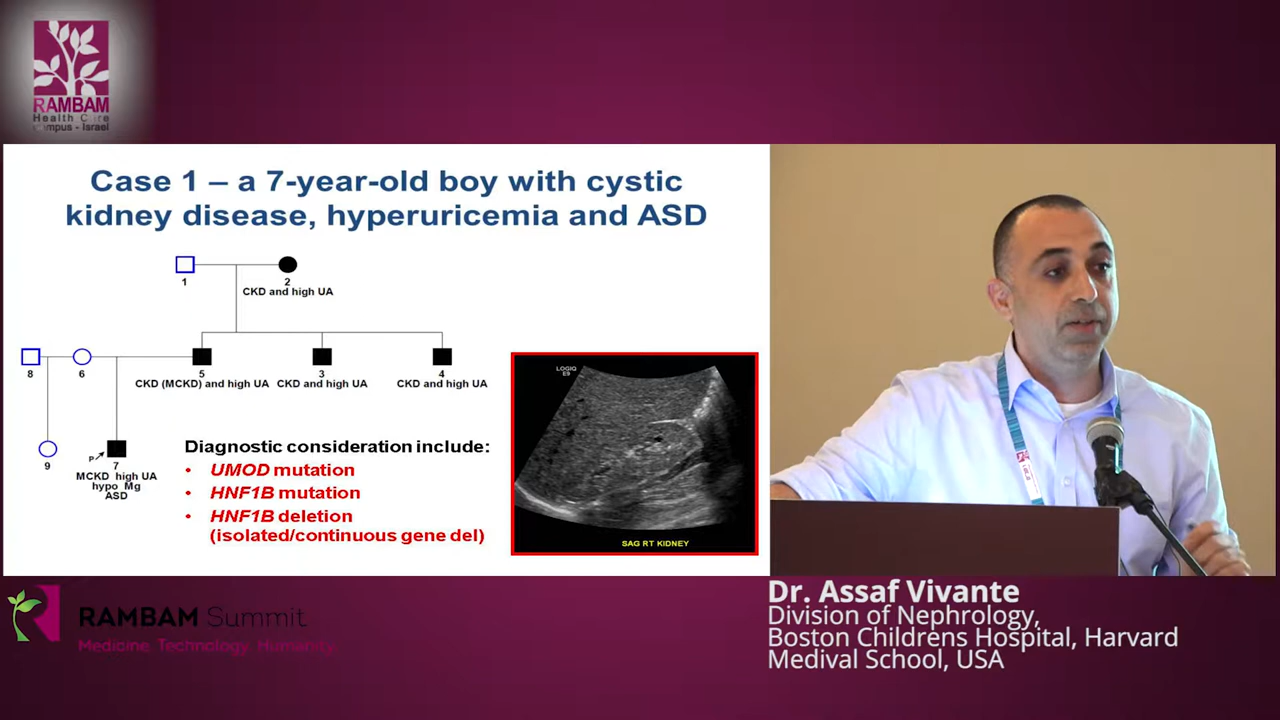 RAMBAM
Health Care
Campus - Israel
Case 1 – a 7-year-old boy with cystic
kidney disease, hyperuricemia and ASD
1
2
CKD and high UA
8
6
5
3
4
CKD (MCKD) and high UA
CKD and high UA
CKD and high UA
9
P
7
MCKD high UA
hypo Mg
ASD
Diagnostic consideration include:
• UMOD mutation
• HNF1B mutation
• HNF1B deletion
(isolated/continuous gene del)
LOGIQ
E9
SAG RT KIDNEY
RAMBAM Summit
Medicine. Technology. Humanity.
Dr. Assaf Vivante
Division of Nephrology,
Boston Childrens Hospital, Harvard
Medival School, USA